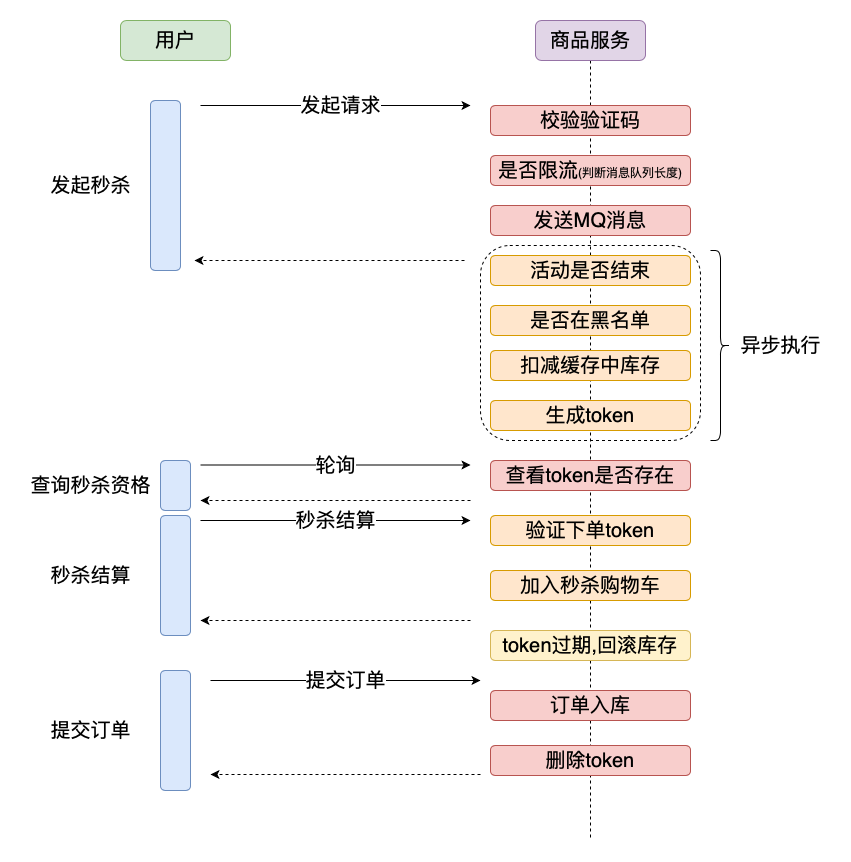 用户
商品服务
发起请求
校验验证码
是否限流(判断消息队列长度)
发起秒杀
发送MQ消息
活动是否结束
是否在黑名单
异步执行
扣减缓存中库存
生成token
轮询
查看token是否存在
查询秒杀资格
秒杀结算
验证下单token
秒杀结算
加入秒杀购物车
token过期,回滚库存
提交订单
订单入库
提交订单
删除token